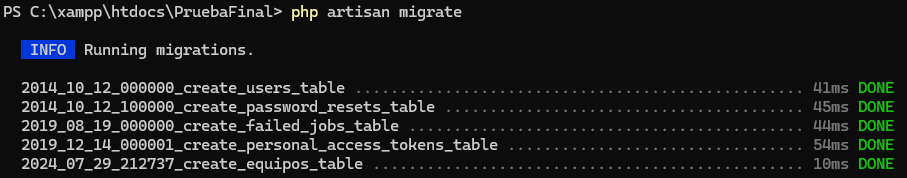 PS C:\xampp\htdocs\PruebaFinal> php artisan migrate
INFO Running migrations.
2014_10_12_000000_create_users_table .................................................. 41ms DONE
2014_10_12_100000_create_password_resets_table ........................................ 45ms DONE
2019_08_19_000000_create_failed_jobs_table ............................................ 44ms DONE
2019_12_14_000001_create_personal_access_tokens_table ................................. 54ms DONE
2024_07_29_212737_create_equipos_table ................................................ 10ms DONE